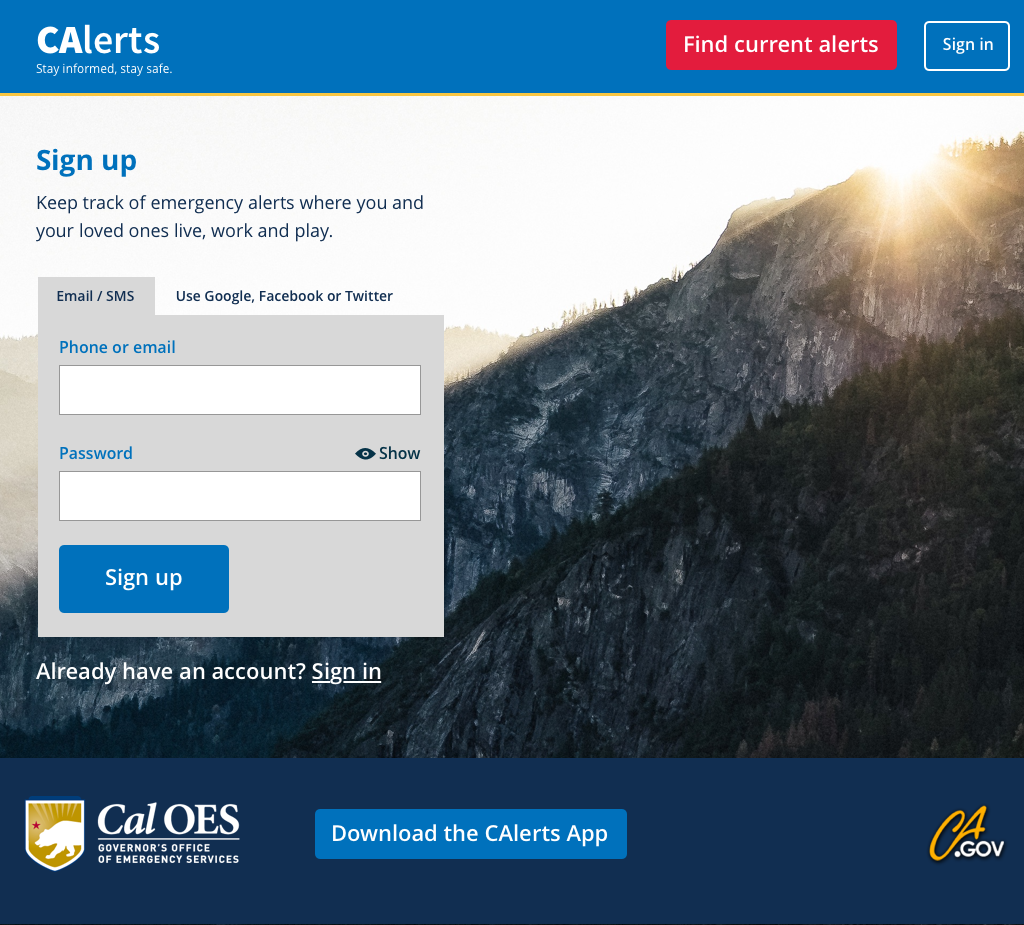 CAlerts
Stay informed, stay safe.
Find current alerts
Sign in
Sign up
Keep track of emergency alerts where you and
your loved ones live, work and play.
Email / SMS
Use Google, Facebook or Twitter
Phone or email
Password
Show
Sign up
Already have an account? Sign in
Cal OES
GOVERNOR'S OFFICE
OF EMERGENCY SERVICES
Download the CAlerts App
CA
.GOV